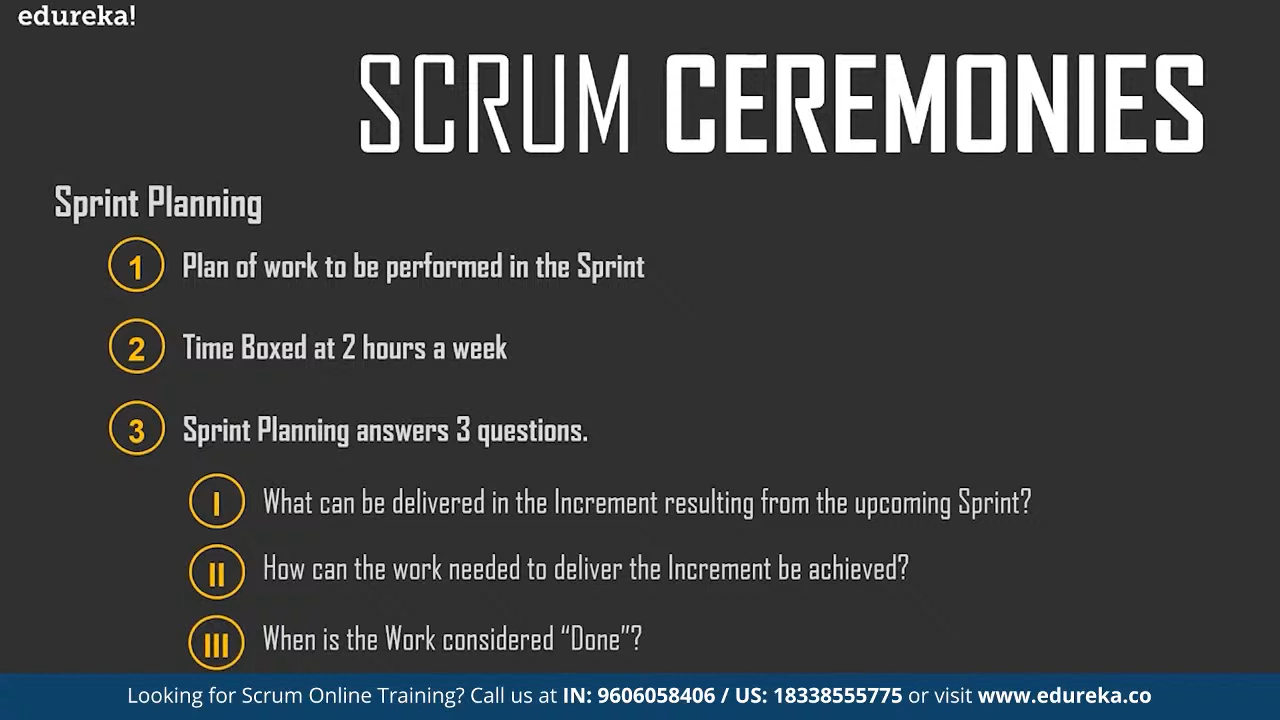 edureka!
SCRUM CEREMONIES
Sprint Planning
1 Plan of work to be performed in the Sprint
2 Time Boxed at 2 hours a week
3 Sprint Planning answers 3 questions.
I What can be delivered in the Increment resulting from the upcoming Sprint?
II How can the work needed to deliver the Increment be achieved?
III When is the Work considered “Done”?
Looking for Scrum Online Training? Call us at IN: 9606058406 / US: 18338555775 or visit www.edureka.co